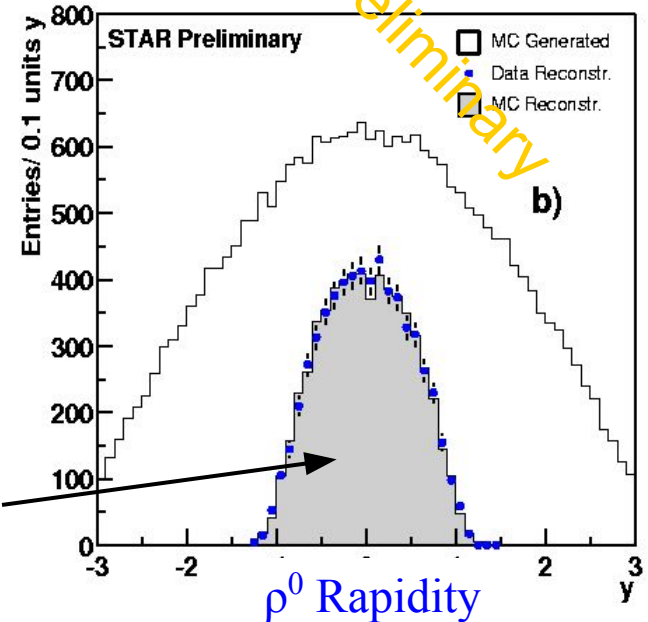 800
700
600
500
400
300
200
100
0
Entries/ 0.1 units y
STAR Preliminary
MC Generated
Data Reconstr.
MC Reconstr.
eliminary
b)
-3 -2 2 3
ρ⁰ Rapidity
y